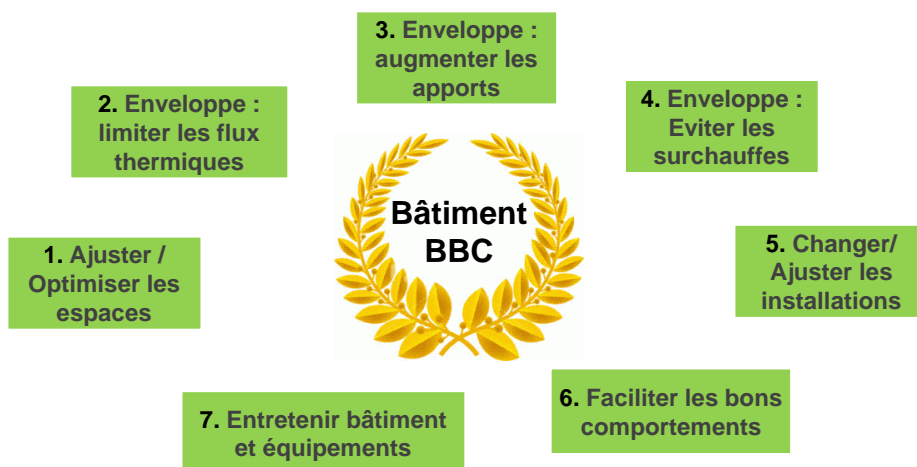 3. Enveloppe :
augmenter les
apports
2. Enveloppe :
limiter les flux
thermiques
4. Enveloppe :
Eviter les
surchauffes
Bâtiment
BBC
1. Ajuster /
Optimiser les
espaces
5. Changer/
Ajuster les
installations
6. Faciliter les bons
comportements
7. Entretenir bâtiment
et équipements